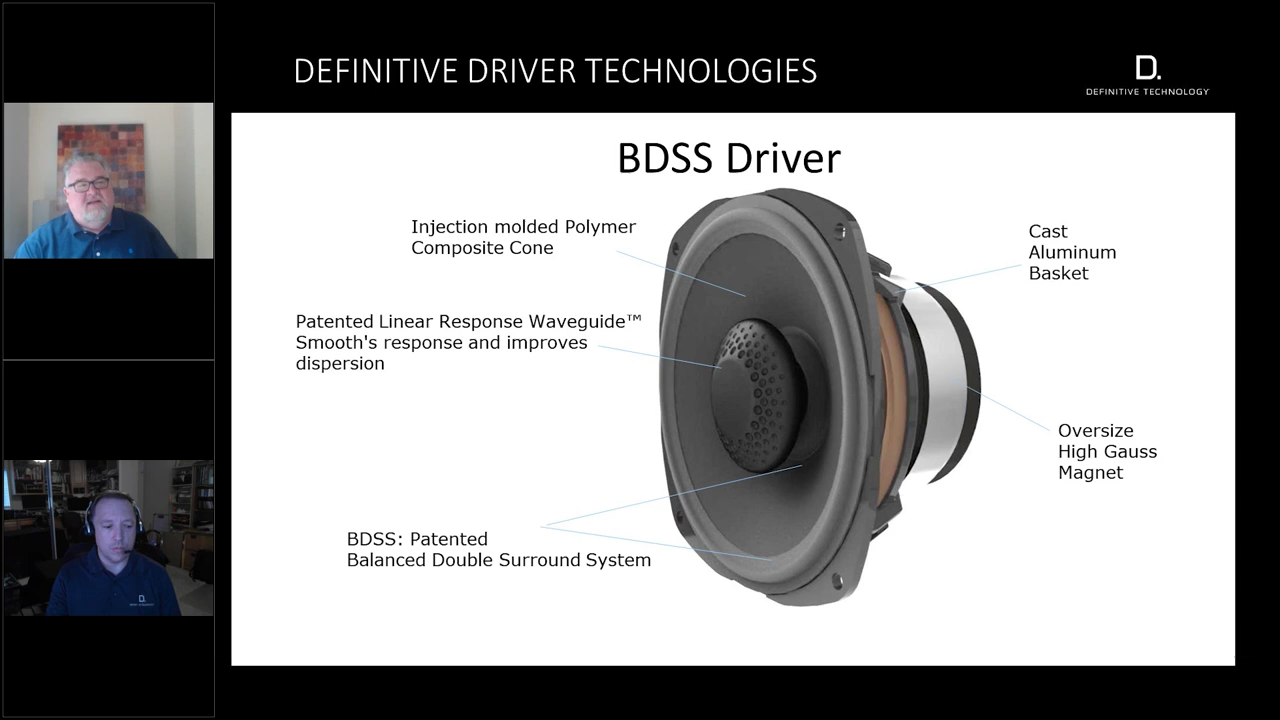 DEFINITIVE DRIVER TECHNOLOGIES
D.
DEFINITIVE TECHNOLOGY
BDSS Driver
Injection molded Polymer
Composite Cone
Patented Linear Response Waveguide™
Smooth's response and improves
dispersion
BDSS: Patented
Balanced Double Surround System
Cast
Aluminum
Basket
Oversize
High Gauss
Magnet
D.